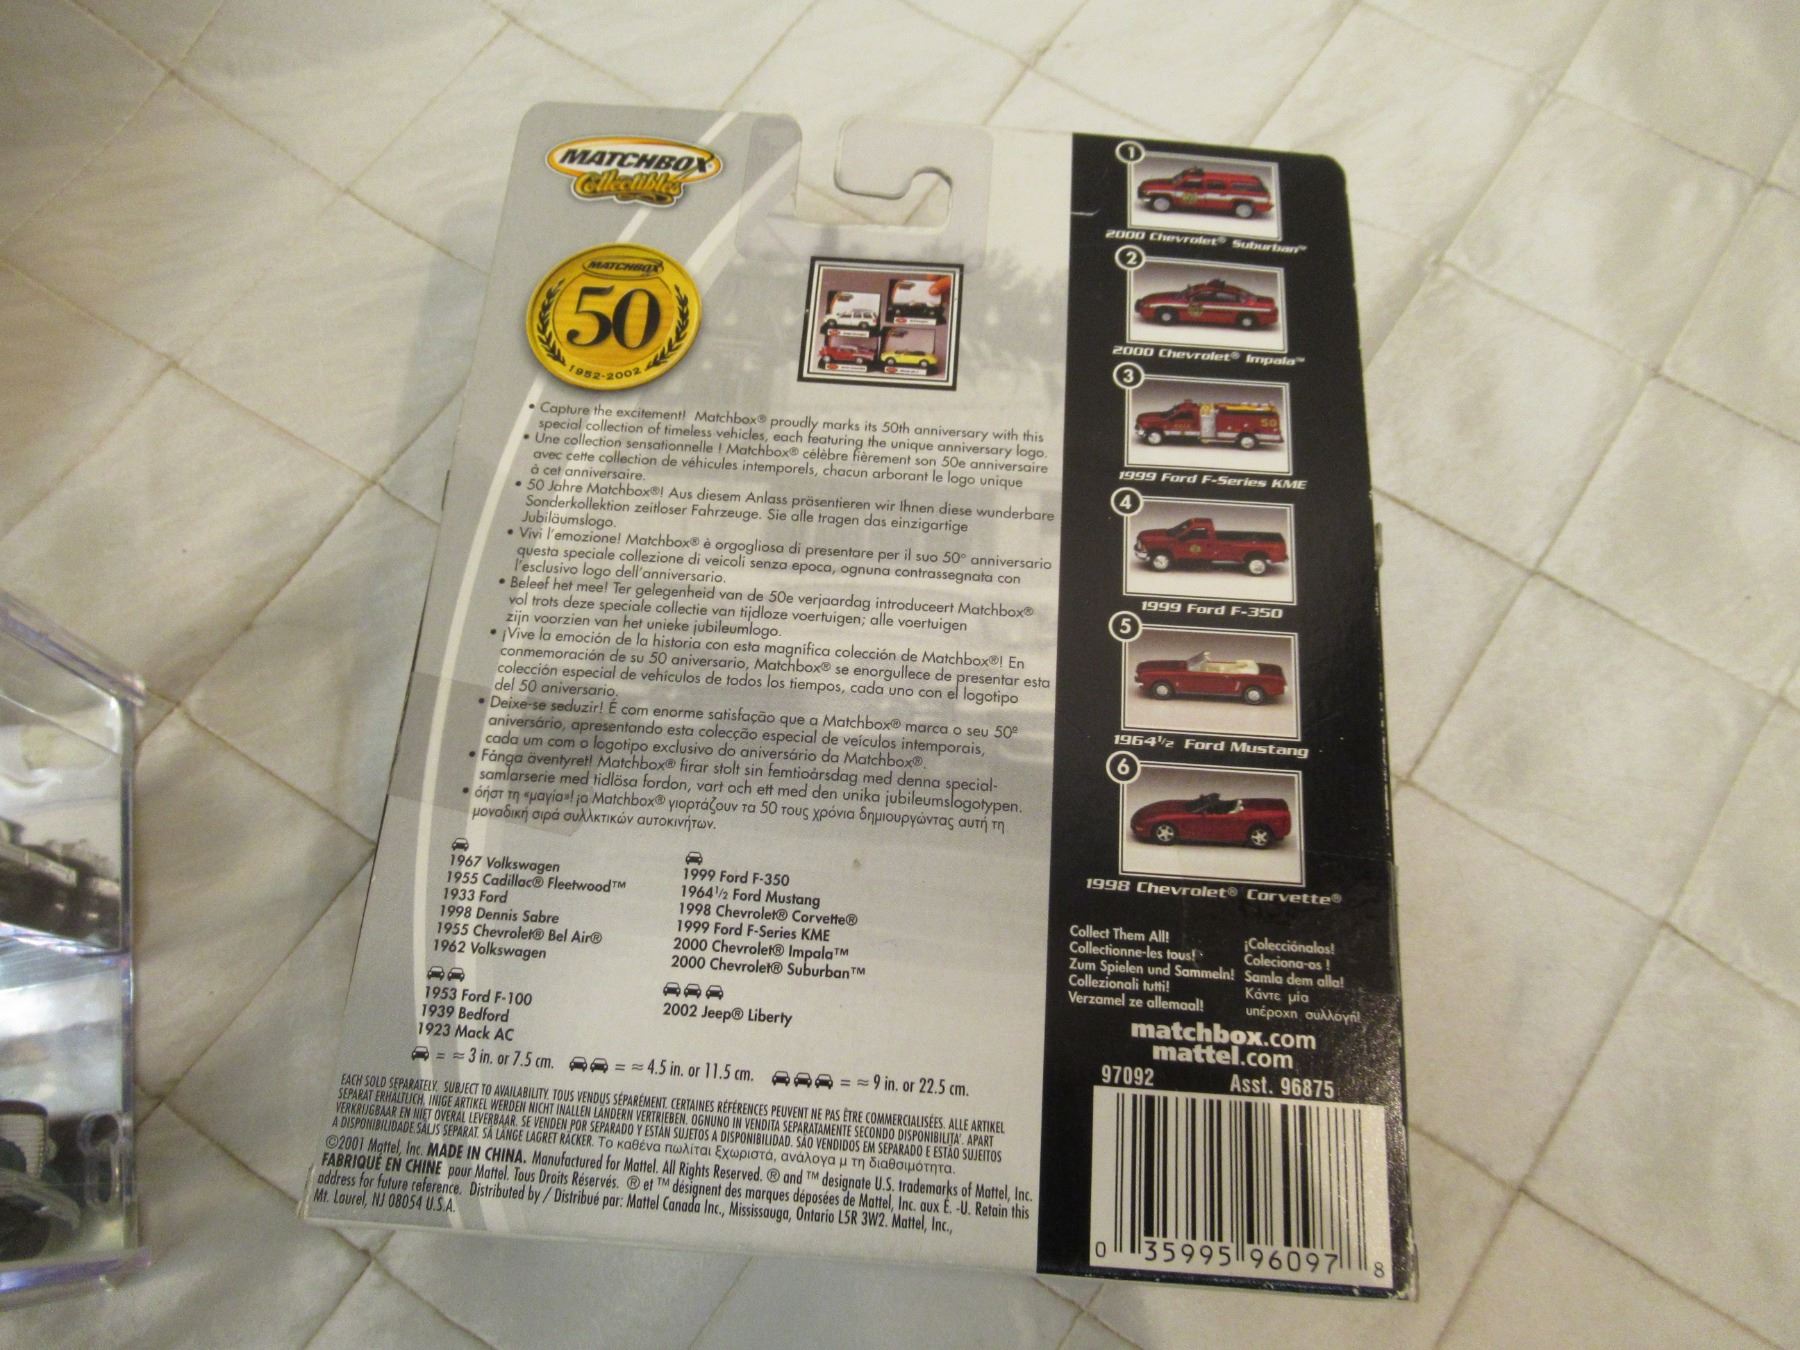 MATCHBOX
Collectibles
MATCHBOX
50
1952-2002
• Capture the excitement! Matchbox® proudly marks its 50th anniversary with this
special collection of timeless vehicles, each featuring the unique anniversary logo.
• Une collection sensationnelle ! Matchbox® célèbre fièrement son 50e anniversaire
avec cette collection de véhicules intemporels, chacun arborant le logo unique
à cet anniversaire.
• 50 Jahre Matchbox®! Aus diesem Anlass präsentieren wir Ihnen diese wunderbare
Sonderkollektion zeitloser Fahrzeuge. Sie alle tragen das einzigartige
Jubiläumslogo.
• Vivi l'emozione! Matchbox® è orgogliosa di presentare per il suo 50° anniversario
questa speciale collezione di veicoli senza epoca, ognuna contrassegnata con
l'esclusivo logo dell'anniversario.
• Beleef het mee! Ter gelegenheid van de 50e verjaardag introduceert Matchbox®
vol trots deze speciale collectie van tijdloze voertuigen; alle voertuigen
zijn voorzien van het unieke jubileumlogo.
• ¡Vive la emoción de la historia con esta magnífica colección de Matchbox®! En
conmemoración de su 50 aniversario, Matchbox® se enorgullece de presentar esta
colección especial de vehículos de todos los tiempos, cada uno con el logotipo
del 50 aniversario.
• Deixe-se seduzir! É com enorme satisfação que a Matchbox® marca o seu 50º
aniversário, apresentando esta colecção especial de veículos intemporais,
cada um com o logotipo exclusivo do aniversário da Matchbox®.
• Fånga äventyret! Matchbox® firar stolt sin femtioårsdag med denna special-
samlarserie med tidlösa fordon, vart och ett med den unika jubileumslogotypen.
• όήστ τη «μαγία»! ja Matchbox® γιορτάζουν τα 50 τους χρόνια δημιουργώντας αυτή τη
μοναδική σιρά συλλκτικών αυτοκινήτων.
1967 Volkswagen
1955 Cadillac® Fleetwood™
1933 Ford
1998 Dennis Sabre
1955 Chevrolet® Bel Air®
1962 Volkswagen
1953 Ford F-100
1939 Bedford
1923 Mack AC
1999 Ford F-350
1964½ Ford Mustang
1998 Chevrolet® Corvette®
1999 Ford F-Series KME
2000 Chevrolet® Impala™
2000 Chevrolet® Suburban™
2002 Jeep® Liberty
= ≈ 3 in. or 7.5 cm. = ≈ 4.5 in. or 11.5 cm. = ≈ 9 in. or 22.5 cm.
EACH SOLD SEPARATELY. SUBJECT TO AVAILABILITY. TOUS VENDUS SÉPARÉMENT. CERTAINES RÉFÉRENCES PEUVENT NE PAS ÊTRE COMMERCIALISÉES. ALLE ARTIKEL
SEPARAT ERHÄLTLICH. INIGE ARTIKEL WERDEN NICHT INALLEN LÄNDERN VERTRIEBEN. OGNUNO IN VENDITA SEPARATAMENTE SECONDO DISPONIBILITA'. APART
VERKRIJGBAAR EN NIET OVERAL LEVERBAAR. SE VENDEN POR SEPARADO Y ESTÁN SUJETOS A DISPONIBILIDAD. SÃO VENDIDOS EM SEPARADO E ESTÃO SUJEITOS
A DISPONIBILIDADE. SÄLJS SEPARAT. SÅ LÄNGE LAGRET RÄCKER. Το καθένα πωλίται ξχωριστά, ανάλογα μ τη διαθσιμότητα.
©2001 Mattel, Inc. MADE IN CHINA. Manufactured for Mattel. All Rights Reserved. ® and ™ designate U.S. trademarks of Mattel, Inc.
FABRIQUÉ EN CHINE pour Mattel. Tous Droits Réservés. ® et ™ désignent des marques déposées de Mattel, Inc. aux É. -U. Retain this
address for future reference. Distributed by / Distribué par: Mattel Canada Inc., Mississauga, Ontario L5R 3W2. Mattel, Inc.,
Mt. Laurel, NJ 08054 U.S.A.
1
2000 Chevrolet® Suburban™
2
2000 Chevrolet® Impala™
3
50
1999 Ford F-Series KME
4
1999 Ford F-350
5
1964½ Ford Mustang
6
1998 Chevrolet® Corvette®
Collect Them All!
Collectionne-les tous!
Zum Spielen und Sammeln!
Collezionali tutti!
Verzamel ze allemaal!
¡Colecciónalos!
Coleciona-os !
Samla dem alla!
Κάντε μία
υπέροχη συλλογή!
matchbox.com
mattel.com
97092 Asst. 96875
0 35995 96097 8